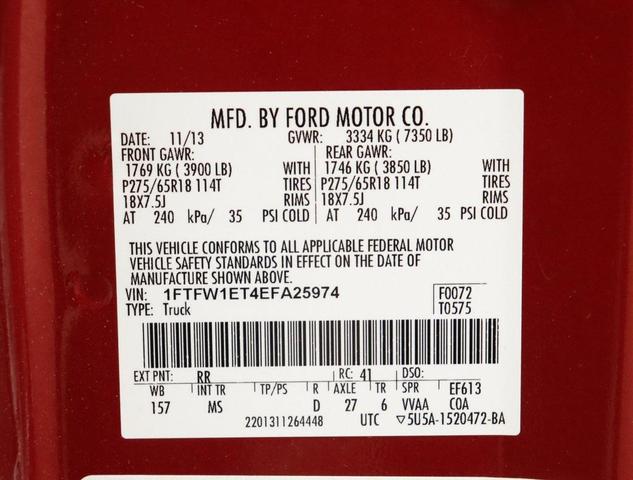 MFD. BY FORD MOTOR CO.
DATE: 11/13 GVWR: 3334 KG ( 7350 LB)
FRONT GAWR: REAR GAWR:
1769 KG ( 3900 LB) WITH 1746 KG ( 3850 LB) WITH
P275/65R18 114T TIRES P275/65R18 114T TIRES
18X7.5J RIMS 18X7.5J RIMS
AT 240 kPa/ 35 PSI COLD AT 240 kPa/ 35 PSI COLD
THIS VEHICLE CONFORMS TO ALL APPLICABLE FEDERAL MOTOR
VEHICLE SAFETY STANDARDS IN EFFECT ON THE DATE OF
MANUFACTURE SHOWN ABOVE.
VIN: 1FTFW1ET4EFA25974 F0072
TYPE: Truck T0575
EXT PNT: RR RC: 41 DSO:
WB INT TR TP/PS R AXLE TR SPR EF613
157 MS D 27 6 VVAA COA
2201311264448 UTC ▽5U5A-1520472-BA